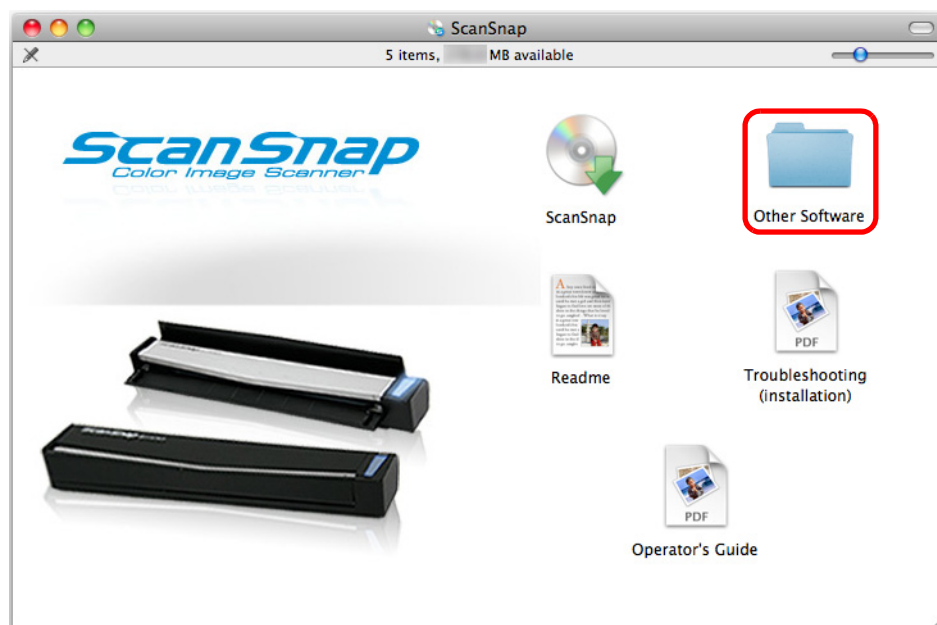 ScanSnap
5 items, MB available
ScanSnap
Color Image Scanner
ScanSnap
Other Software
Readme
PDF
Troubleshooting
(installation)
PDF
Operator's Guide
ScanSnap